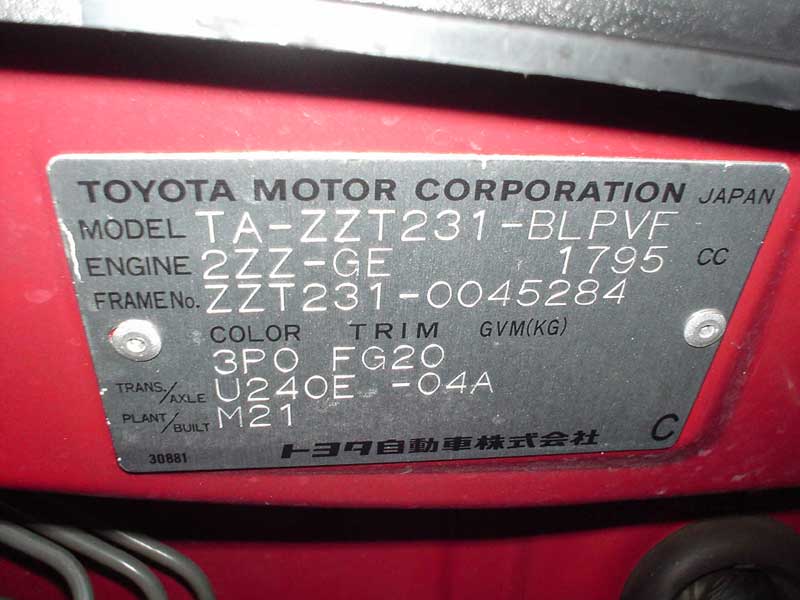 TOYOTA MOTOR CORPORATION JAPAN
MODEL TA-ZZT231-BLPVF
ENGINE 2ZZ-GE 1795 CC
FRAME No. ZZT231-0045284
COLOR TRIM GVM(KG)
3P0 FG20
TRANS./AXLE U240E -04A
PLANT/BUILT M21
30881 トヨタ自動車株式会社 C